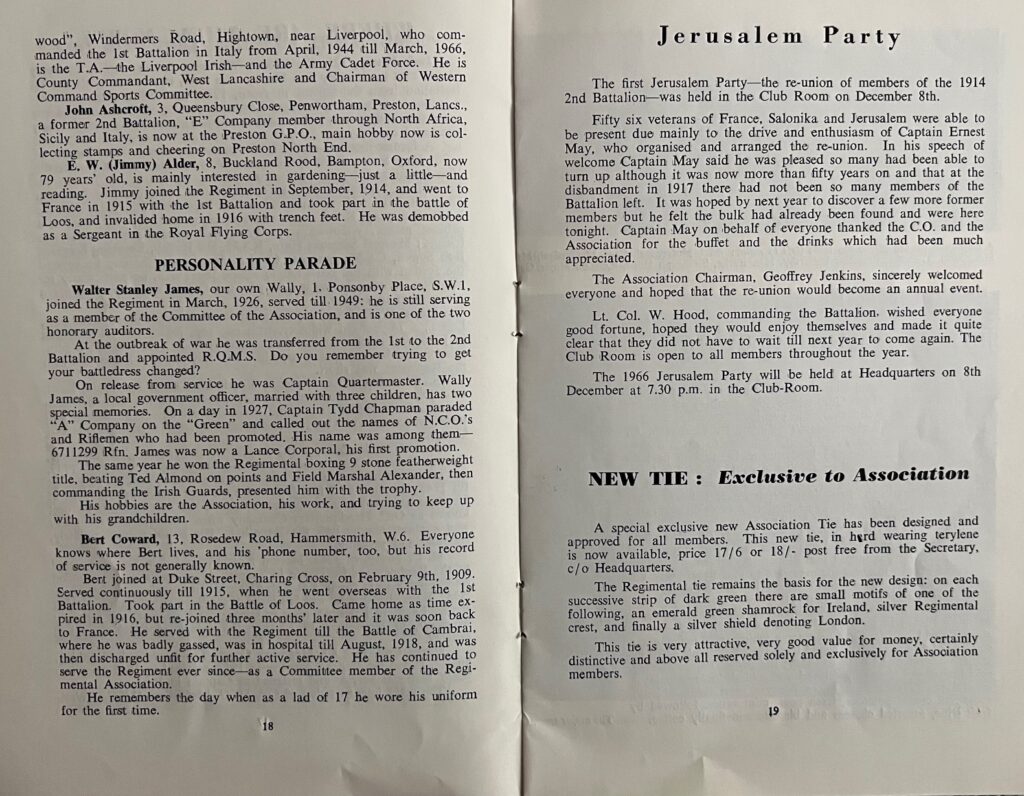 wood”, Windermers Road, Hightown, near Liverpool, who com-
manded the 1st Battalion in Italy from April, 1944 till March, 1966,
is the T.A.—the Liverpool Irish—and the Army Cadet Force. He is
County Commandant, West Lancashire and Chairman of Western
Command Sports Committee.
John Ashcroft, 3, Queensbury Close, Penwortham, Preston, Lancs.,
a former 2nd Battalion, “E” Company member through North Africa,
Sicily and Italy, is now at the Preston G.P.O., main hobby now is col-
lecting stamps and cheering on Preston North End.
E. W. (Jimmy) Alder, 8, Buckland Rood, Bampton, Oxford, now
79 years’ old, is mainly interested in gardening—just a little—and
reading. Jimmy joined the Regiment in September, 1914, and went to
France in 1915 with the 1st Battalion and took part in the battle of
Loos, and invalided home in 1916 with trench feet. He was demobbed
as a Sergeant in the Royal Flying Corps.
PERSONALITY PARADE
Walter Stanley James, our own Wally, 1. Ponsonby Place, S.W.1,
joined the Regiment in March, 1926, served till 1949: he is still serving
as a member of the Committee of the Association, and is one of the two
honorary auditors.
At the outbreak of war he was transferred from the 1st to the 2nd
Battalion and appointed R.Q.M.S. Do you remember trying to get
your battledress changed?
On release from service he was Captain Quartermaster. Wally
James, a local government officer, married with three children, has two
special memories. On a day in 1927, Captain Tydd Chapman paraded
“A” Company on the “Green” and called out the names of N.C.O.’s
and Riflemen who had been promoted. His name was among them—
6711299 Rfn. James was now a Lance Corporal, his first promotion.
The same year he won the Regimental boxing 9 stone featherweight
title, beating Ted Almond on points and Field Marshal Alexander, then
commanding the Irish Guards, presented him with the trophy.
His hobbies are the Association, his work, and trying to keep up
with his grandchildren.
Bert Coward, 13, Rosedew Road, Hammersmith, W.6. Everyone
knows where Bert lives, and his ’phone number, too, but his record
of service is not generally known.
Bert joined at Duke Street, Charing Cross, on February 9th, 1909.
Served continuously till 1915, when he went overseas with the 1st
Battalion. Took part in the Battle of Loos. Came home as time ex-
pired in 1916, but re-joined three months’ later and it was soon back
to France. He served with the Regiment till the Battle of Cambrai,
where he was badly gassed, was in hospital till August, 1918, and was
then discharged unfit for further active service. He has continued to
serve the Regiment ever since—as a Committee member of the Regi-
mental Association.
He remembers the day when as a lad of 17 he wore his uniform
for the first time.
18
Jerusalem Party
The first Jerusalem Party—the re-union of members of the 1914
2nd Battalion—was held in the Club Room on December 8th.
Fifty six veterans of France, Salonika and Jerusalem were able to
be present due mainly to the drive and enthusiasm of Captain Ernest
May, who organised and arranged the re-union. In his speech of
welcome Captain May said he was pleased so many had been able to
turn up although it was now more than fifty years on and that at the
disbandment in 1917 there had not been so many members of the
Battalion left. It was hoped by next year to discover a few more former
members but he felt the bulk had already been found and were here
tonight. Captain May on behalf of everyone thanked the C.O. and the
Association for the buffet and the drinks which had been much
appreciated.
The Association Chairman, Geoffrey Jenkins, sincerely welcomed
everyone and hoped that the re-union would become an annual event.
Lt. Col. W. Hood, commanding the Battalion. wished everyone
good fortune, hoped they would enjoy themselves and made it quite
clear that they did not have to wait till next year to come again. The
Club Room is open to all members throughout the year.
The 1966 Jerusalem Party will be held at Headquarters on 8th
December at 7.30 p.m. in the Club-Room.
NEW TIE : Exclusive to Association
A special exclusive new Association Tie has been designed and
approved for all members. This new tie, in hard wearing terylene
is now available, price 17/6 or 18/- post free from the Secretary,
c/o Headquarters.
The Regimental tie remains the basis for the new design: on each
successive strip of dark green there are small motifs of one of the
following, an emerald green shamrock for Ireland, silver Regimental
crest, and finally a silver shield denoting London.
This tie is very attractive, very good value for money, certainly
distinctive and above all reserved solely and exclusively for Association
members.
19